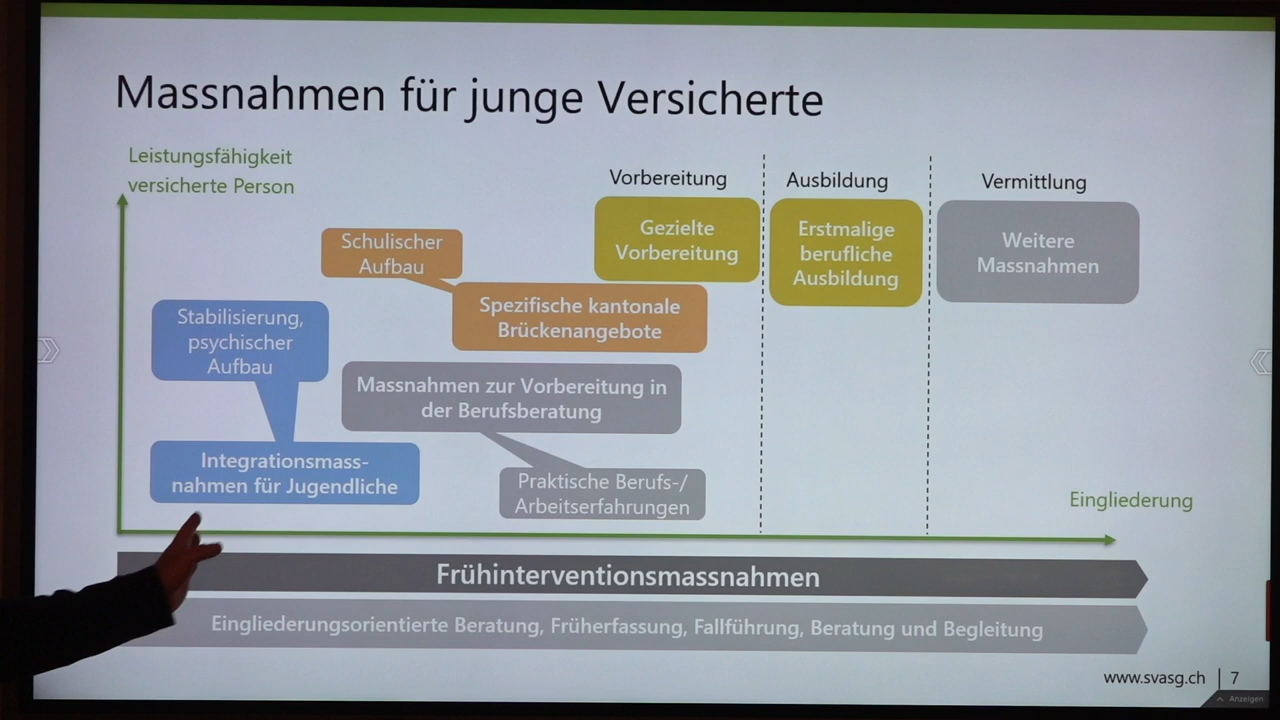 Massnahmen für junge Versicherte
Leistungsfähigkeit
versicherte Person
Vorbereitung
Ausbildung
Vermittlung
Gezielte
Vorbereitung
Erstmalige
berufliche
Ausbildung
Weitere
Massnahmen
Schulischer
Aufbau
Spezifische kantonale
Brückenangebote
Stabilisierung,
psychischer
Aufbau
Massnahmen zur Vorbereitung in
der Berufsberatung
Integrationsmass-
nahmen für Jugendliche
Praktische Berufs-/
Arbeitserfahrungen
Eingliederung
Frühinterventionsmassnahmen
Eingliederungsorientierte Beratung, Früherfassung, Fallführung, Beratung und Begleitung
www.svasg.ch | 7
Anzeigen